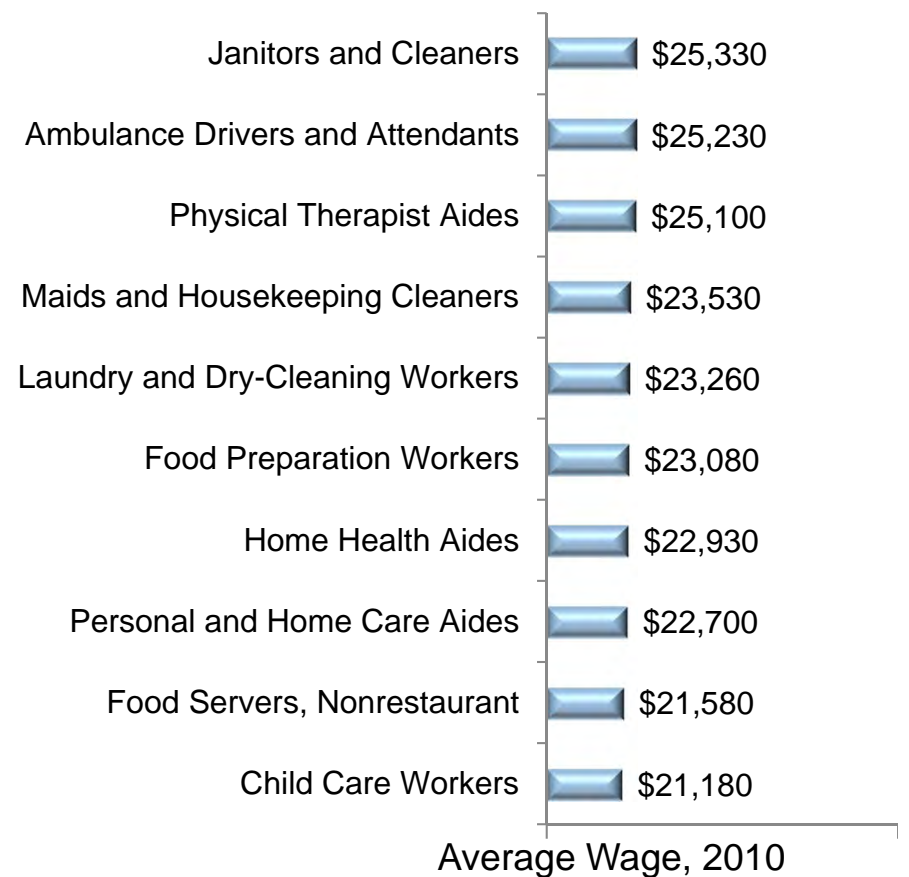 Janitors and Cleaners $25,330
Ambulance Drivers and Attendants $25,230
Physical Therapist Aides $25,100
Maids and Housekeeping Cleaners $23,530
Laundry and Dry-Cleaning Workers $23,260
Food Preparation Workers $23,080
Home Health Aides $22,930
Personal and Home Care Aides $22,700
Food Servers, Nonrestaurant $21,580
Child Care Workers $21,180
Average Wage, 2010